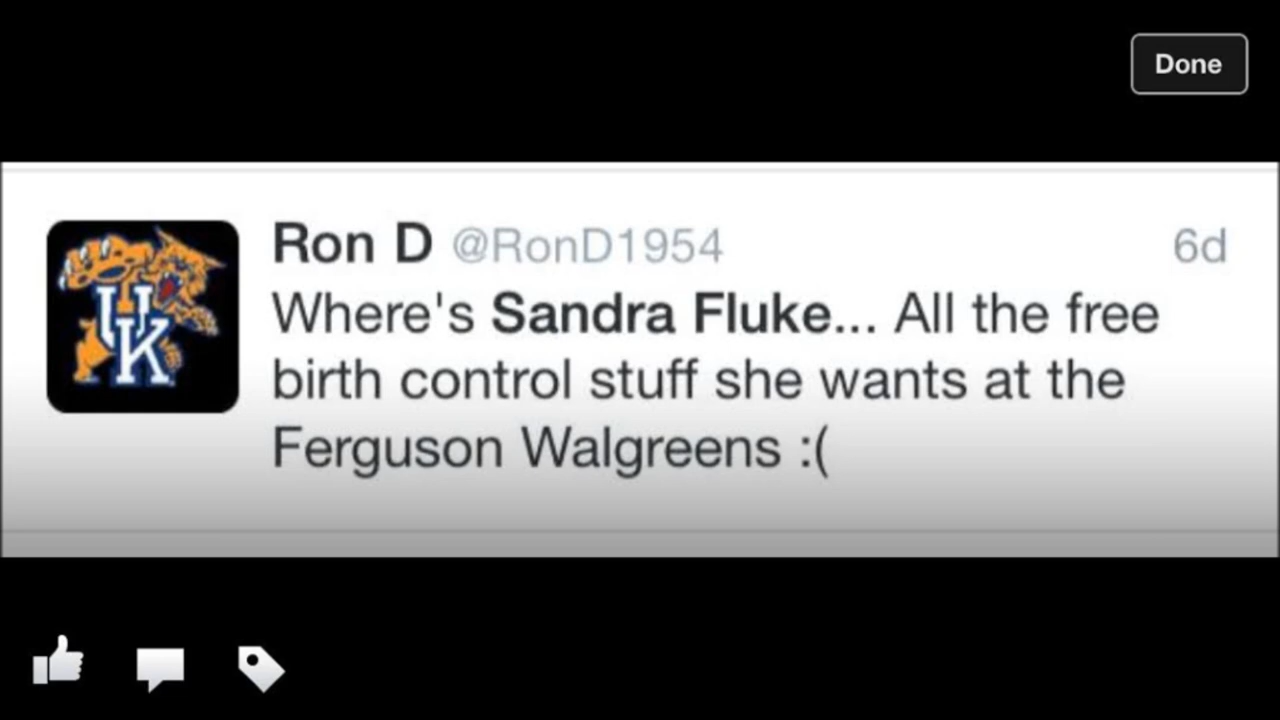 Done
Ron D @RonD1954 6d
Where's Sandra Fluke... All the free
birth control stuff she wants at the
Ferguson Walgreens :(
UK